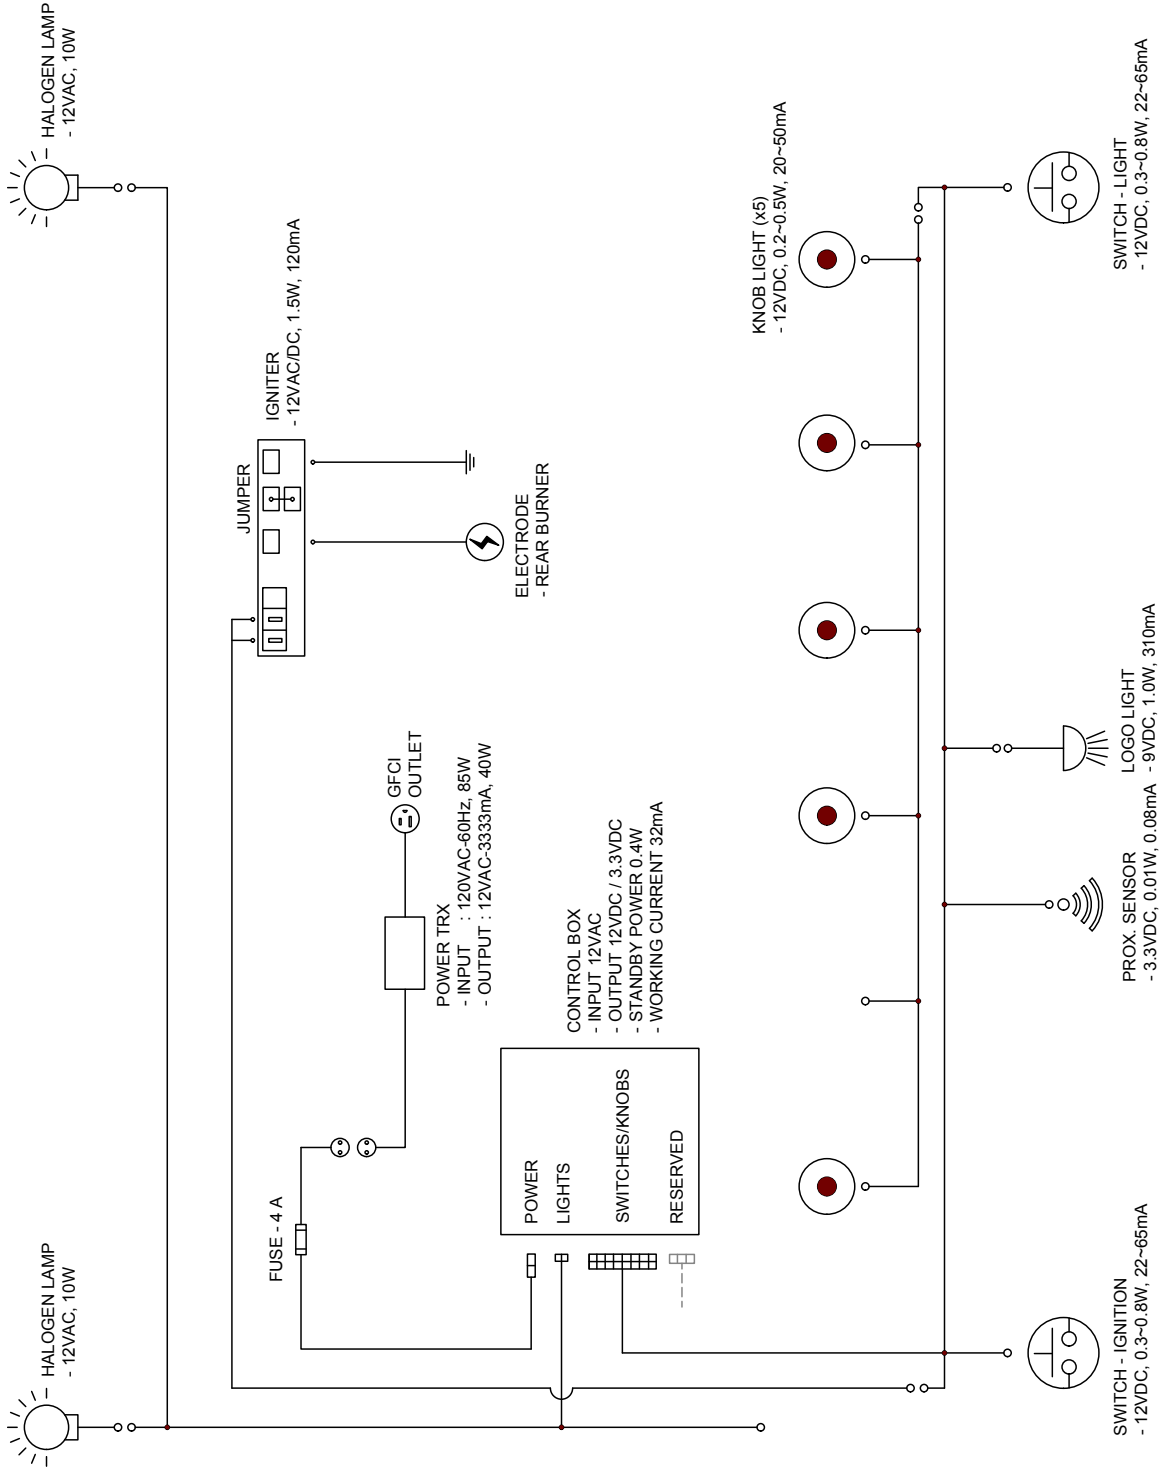 HALOGEN LAMP
- 12VAC, 10W
HALOGEN LAMP
- 12VAC, 10W
FUSE - 4 A
JUMPER
IGNITER
- 12VAC/DC, 1.5W, 120mA
GFCI
OUTLET
POWER TRX
- INPUT : 120VAC-60Hz, 85W
- OUTPUT : 12VAC-3333mA, 40W
ELECTRODE
- REAR BURNER
CONTROL BOX
- INPUT 12VAC
- OUTPUT 12VDC / 3.3VDC
- STANDBY POWER 0.4W
- WORKING CURRENT 32mA
POWER
LIGHTS
SWITCHES/KNOBS
RESERVED
KNOB LIGHT (x5)
- 12VDC, 0.2~0.5W, 20~50mA
SWITCH - IGNITION
- 12VDC, 0.3~0.8W, 22~65mA
PROX. SENSOR
- 3.3VDC, 0.01W, 0.08mA
LOGO LIGHT
- 9VDC, 1.0W, 310mA
SWITCH - LIGHT
- 12VDC, 0.3~0.8W, 22~65mA